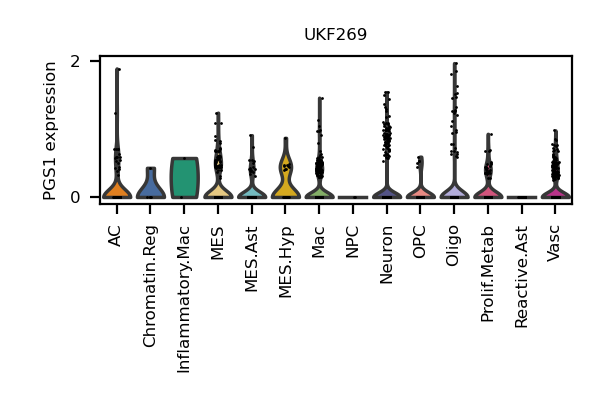 UKF269
PGS1 expression
2
0
AC
Chromatin.Reg
Inflammatory.Mac
MES
MES.Ast
MES.Hyp
Mac
NPC
Neuron
OPC
Oligo
Prolif.Metab
Reactive.Ast
Vasc